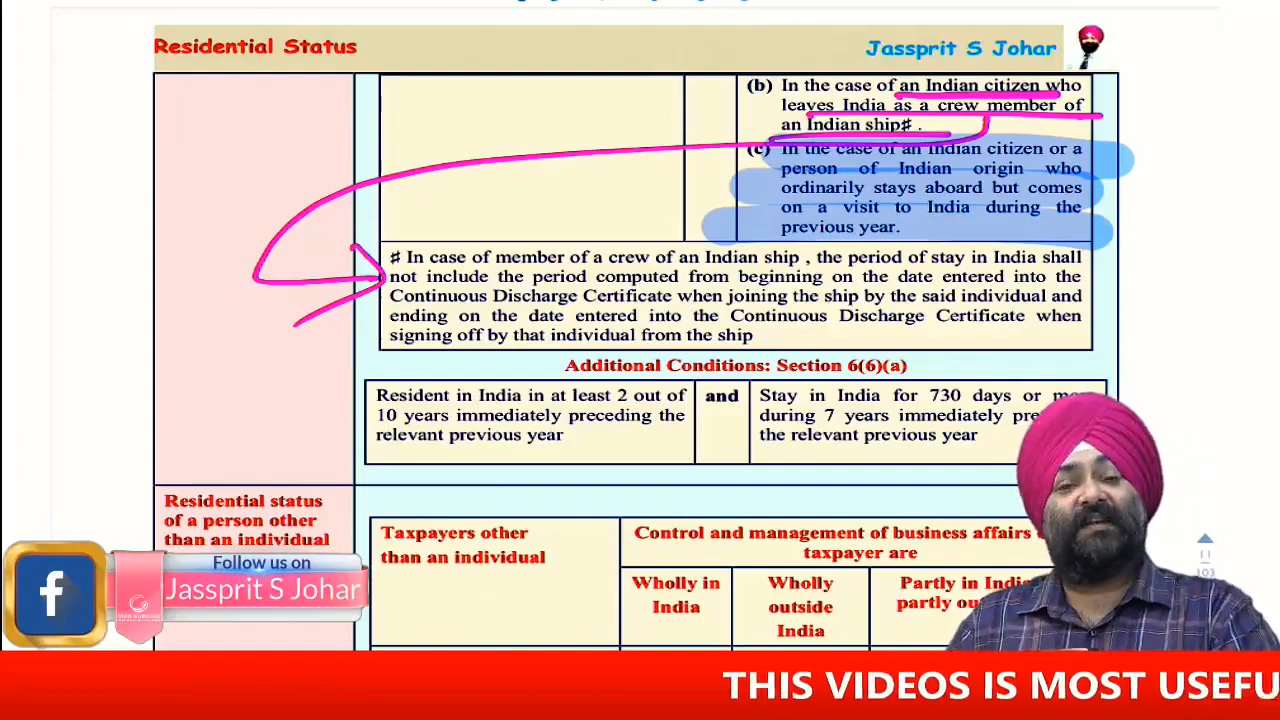 Residential Status
Jassprit S Johar
(b) In the case of an Indian citizen who
leaves India as a crew member of
an Indian ship♯ .
(c) In the case of an Indian citizen or a
person of Indian origin who
ordinarily stays aboard but comes
on a visit to India during the
previous year.
♯ In case of member of a crew of an Indian ship , the period of stay in India shall
not include the period computed from beginning on the date entered into the
Continuous Discharge Certificate when joining the ship by the said individual and
ending on the date entered into the Continuous Discharge Certificate when
signing off by that individual from the ship
Additional Conditions: Section 6(6)(a)
Resident in India in at least 2 out of
10 years immediately preceding the
relevant previous year
and
Stay in India for 730 days or
during 7 years immediately
the relevant previous year
Residential status
of a person other
than an individual
Taxpayers other
than an individual
Control and management of business affairs
taxpayer are
Wholly in
India
Wholly
outside
India
Partly in India
partly
11
103
Follow us on
Jassprit S Johar
THIS VIDEOS IS MOST USEFU